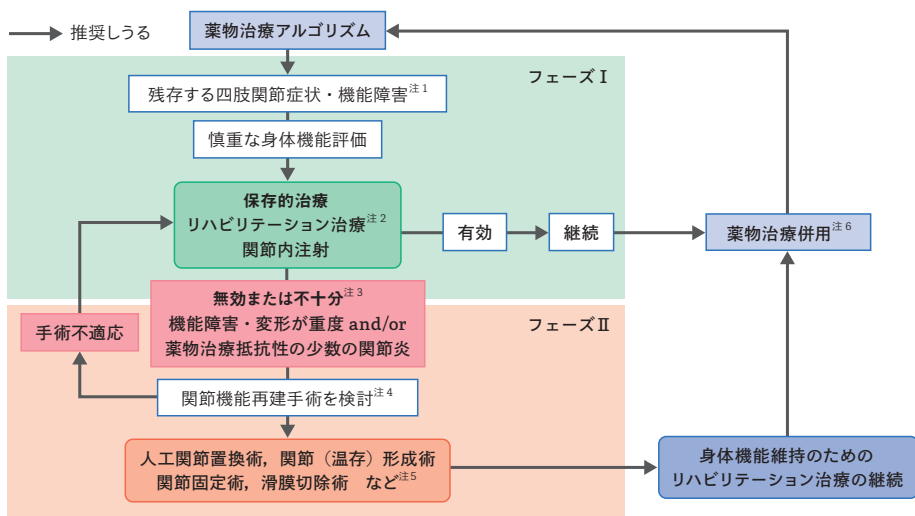 推奨しうる
薬物治療アルゴリズム
フェーズⅠ
残存する四肢関節症状・機能障害注1
慎重な身体機能評価
保存的治療
リハビリテーション治療注2
関節内注射
有効
継続
薬物治療併用注6
無効または不十分注3
機能障害・変形が重度 and/or
薬物治療抵抗性の少数の関節炎
フェーズⅡ
手術不適応
関節機能再建手術を検討注4
人工関節置換術，関節（温存）形成術
関節固定術，滑膜切除術　など注5
身体機能維持のための
リハビリテーション治療の継続